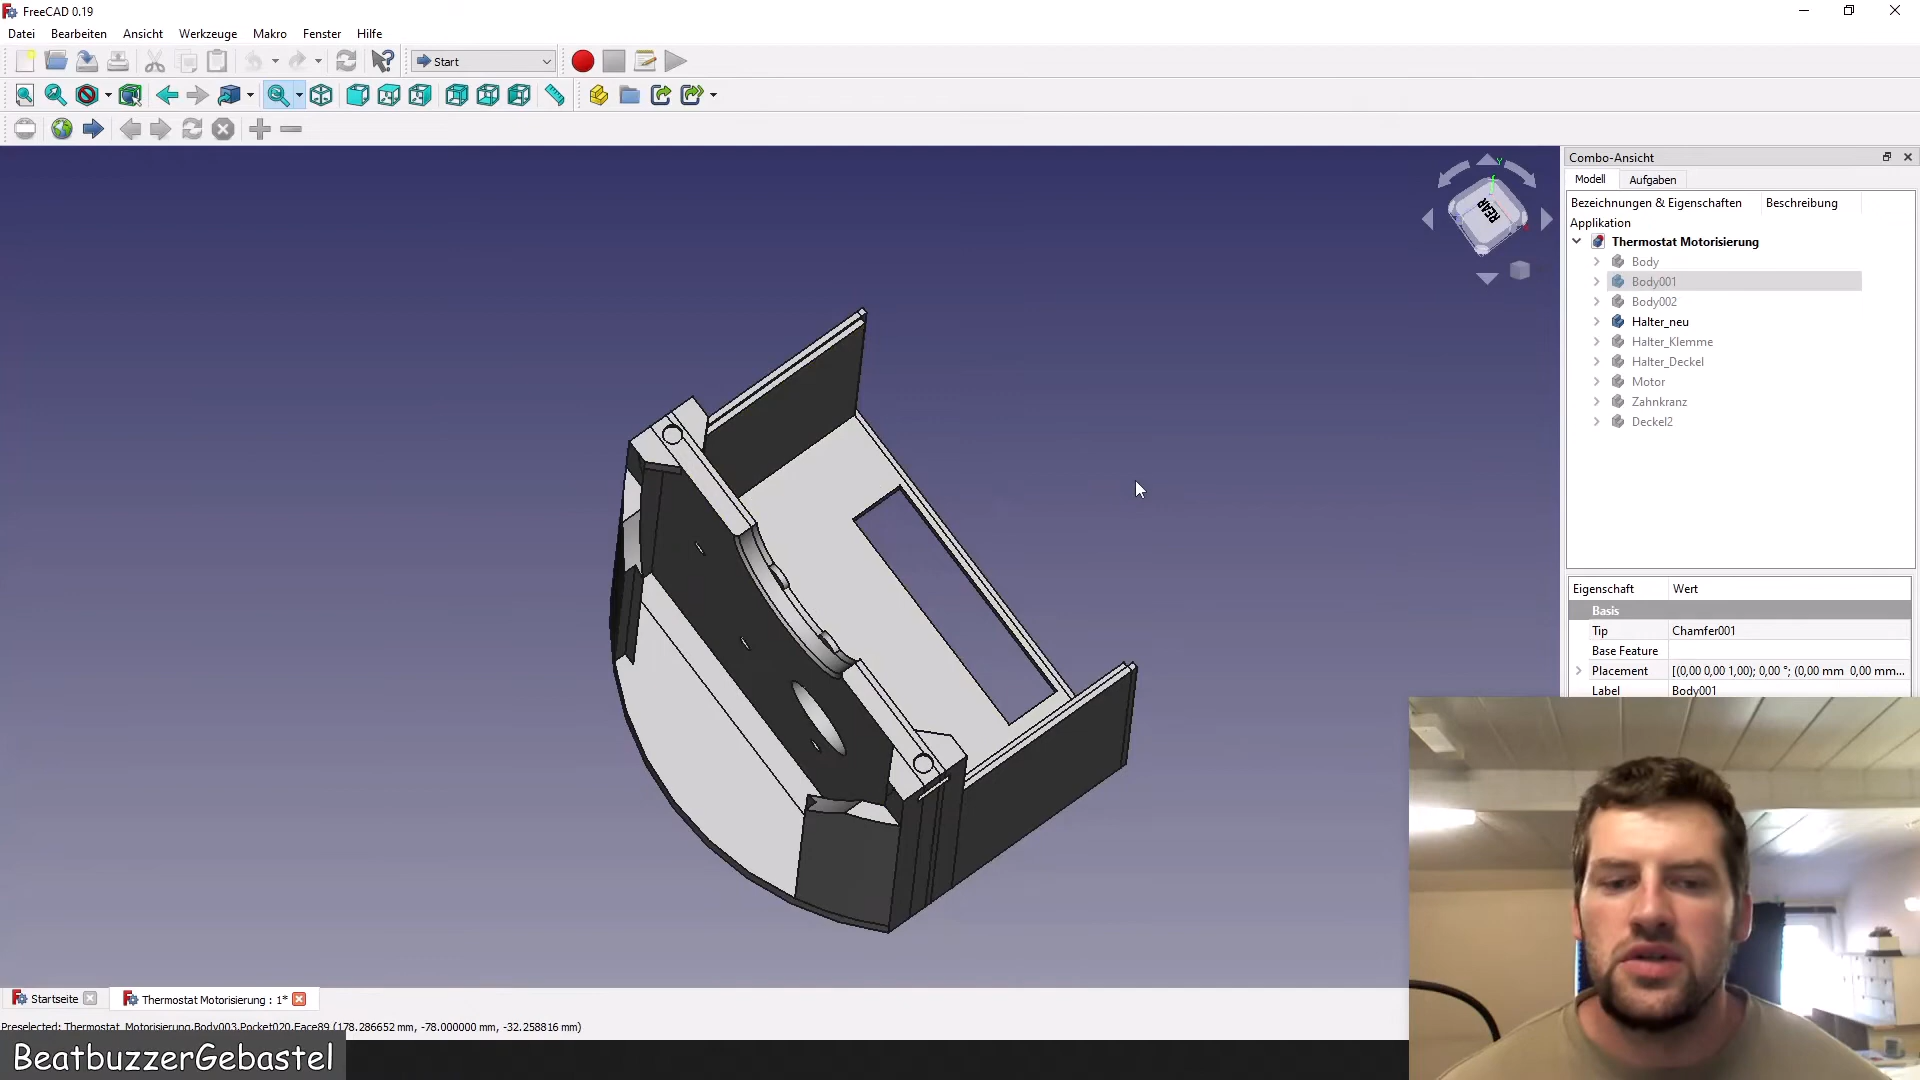 FreeCAD 0.19
Datei Bearbeiten Ansicht Werkzeuge Makro Fenster Hilfe
Start
Combo-Ansicht
Modell Aufgaben
Bezeichnungen & Eigenschaften Beschreibung
Applikation
Thermostat Motorisierung
Body
Body001
Body002
Halter_neu
Halter_Klemme
Halter_Deckel
Motor
Zahnkranz
Deckel2
REAR
Eigenschaft Wert
Basis
Tip Chamfer001
Base Feature
Placement [(0,00 0,00 1,00); 0,00 °; (0,00 mm 0,00 mm...
Label Body001
Startseite Thermostat Motorisierung : 1*
Preselected: Thermostat_Motorisierung.Body003.Pocket020.Face89 (178.286652 mm, -78.000000 mm, -32.258816 mm)
BeatbuzzerGebastel